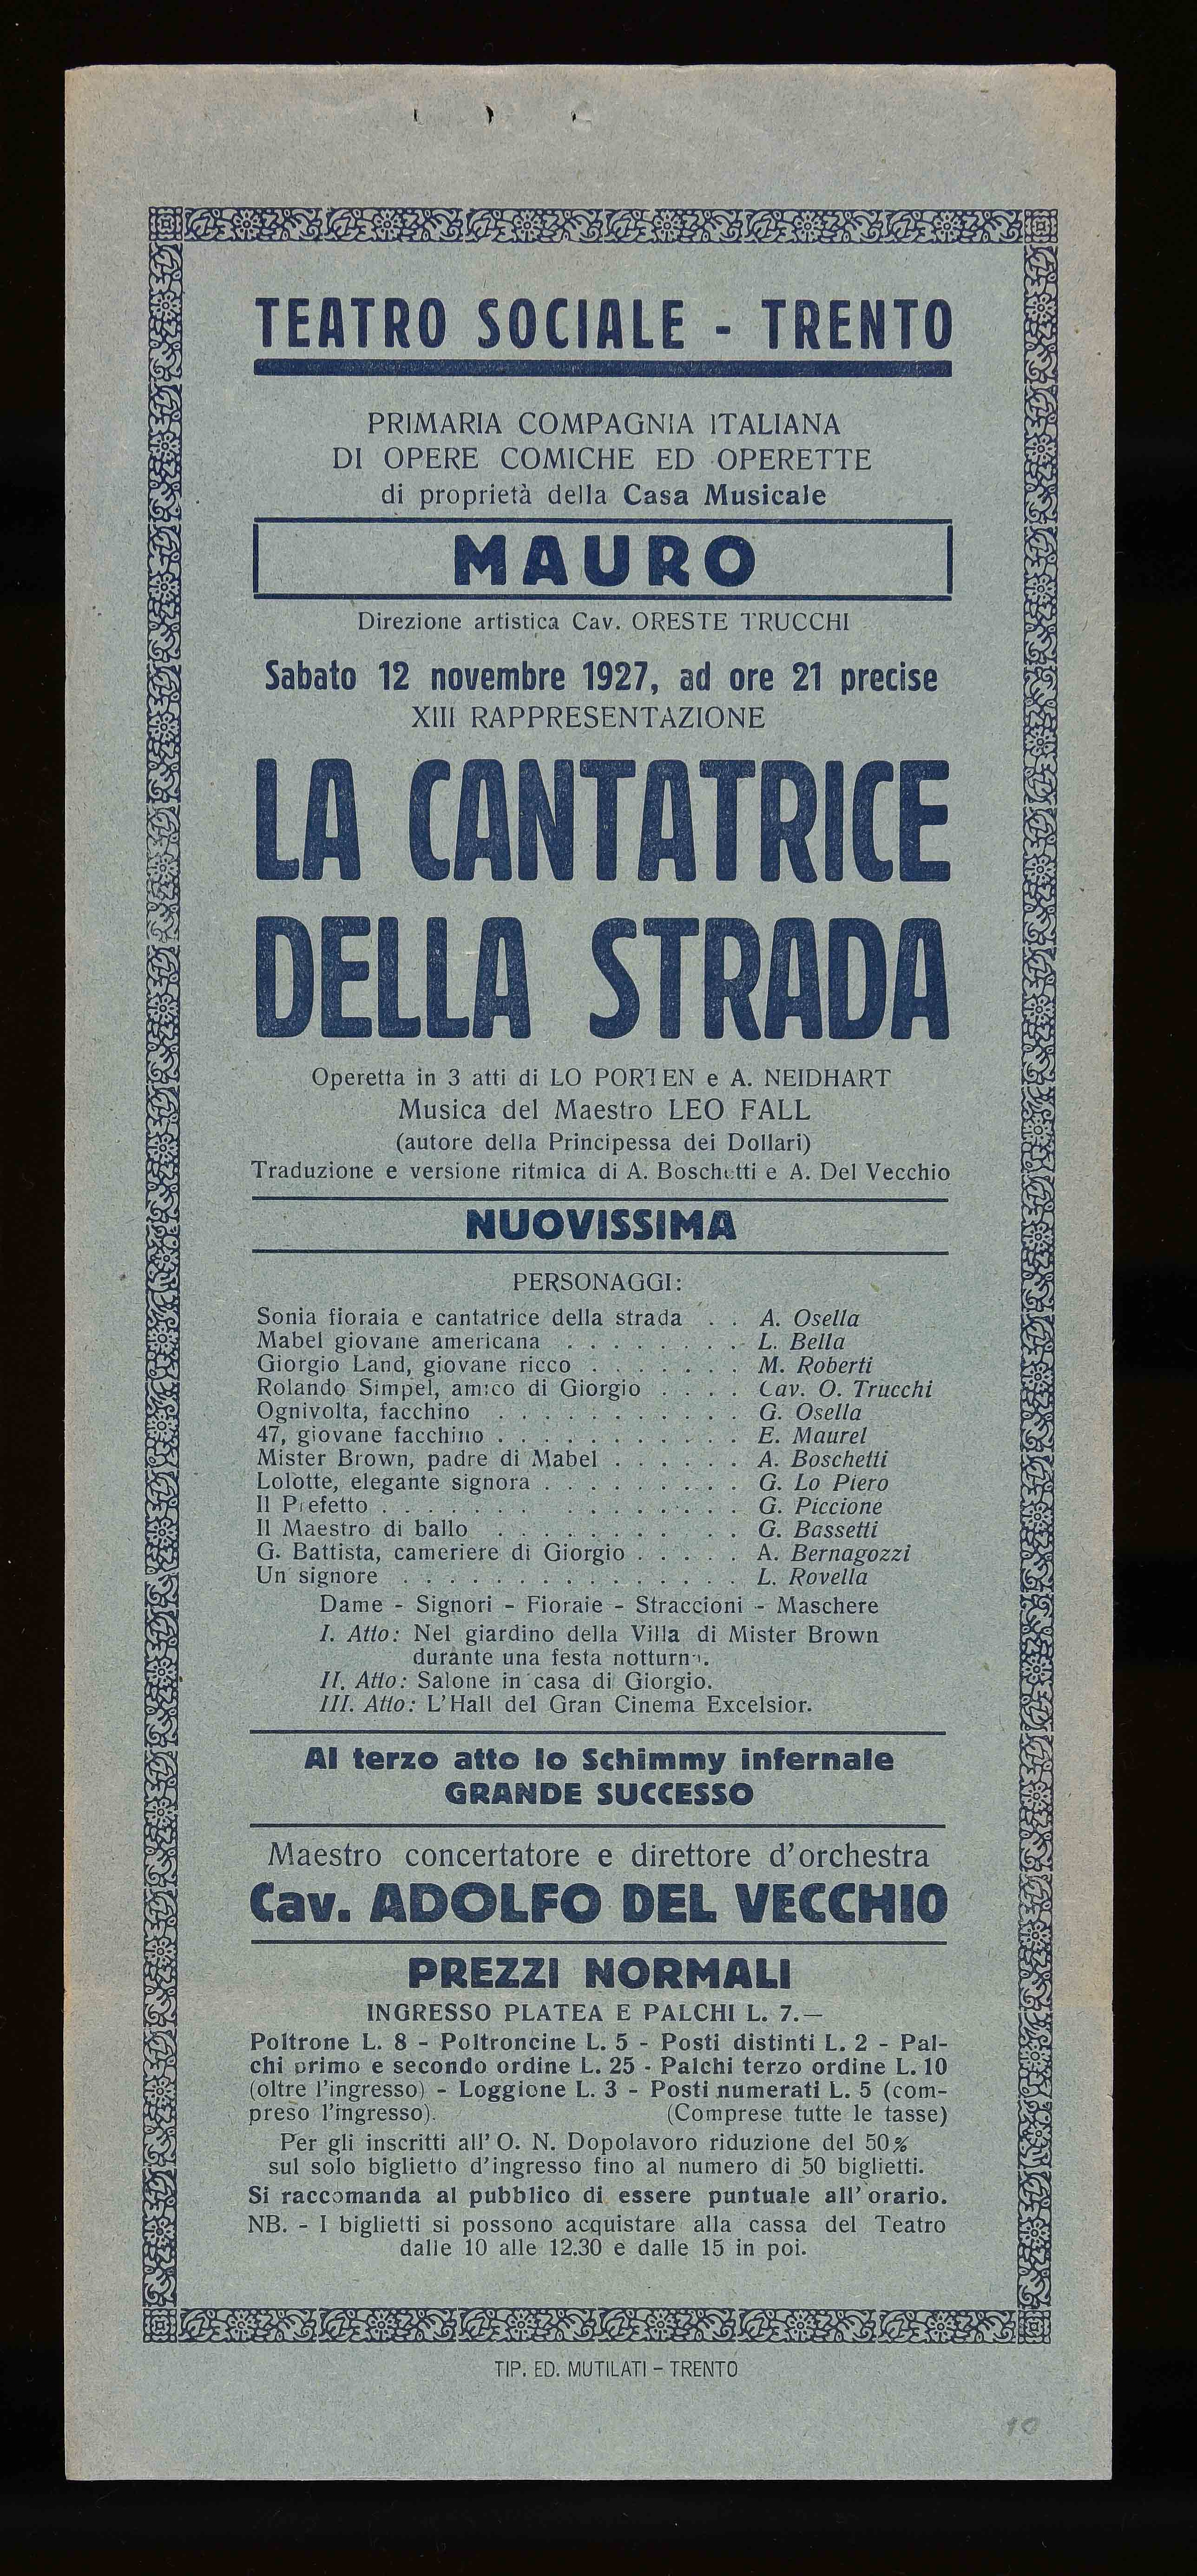 TEATRO SOCIALE - TRENTO
PRIMARIA COMPAGNIA ITALIANA
DI OPERE COMICHE ED OPERETTE
di proprietà della Casa Musicale
MAURO
Direzione artistica Cav. ORESTE TRUCCHI
Sabato 12 novembre 1927, ad ore 21 precise
XIII RAPPRESENTAZIONE
LA CANTATRICE
DELLA STRADA
Operetta in 3 atti di LO PORTEN e A. NEIDHART
Musica del Maestro LEO FALL
(autore della Principessa dei Dollari)
Traduzione e versione ritmica di A. Boschetti e A. Del Vecchio
NUOVISSIMA
PERSONAGGI:
Sonia fioraia e cantatrice della strada . . A. Osella
Mabel giovane americana . . . . . . . . L. Bella
Giorgio Land, giovane ricco . . . . . . . M. Roberti
Rolando Simpel, amico di Giorgio . . . . Cav. O. Trucchi
Ognivolta, facchino . . . . . . . . . . . G. Osella
47, giovane facchino . . . . . . . . . . . E. Maurel
Mister Brown, padre di Mabel . . . . . . A. Boschetti
Lolotte, elegante signora . . . . . . . . . G. Lo Piero
Il Prefetto . . . . . . . . . . . . . . . G. Piccione
Il Maestro di ballo . . . . . . . . . . . G. Bassetti
G. Battista, cameriere di Giorgio . . . . . A. Bernagozzi
Un signore . . . . . . . . . . . . . . . L. Rovella
Dame - Signori - Fioraie - Straccioni - Maschere
I. Atto: Nel giardino della Villa di Mister Brown
durante una festa notturna.
II. Atto: Salone in casa di Giorgio.
III. Atto: L'Hall del Gran Cinema Excelsior.
Al terzo atto lo Schimmy infernale
GRANDE SUCCESSO
Maestro concertatore e direttore d'orchestra
Cav. ADOLFO DEL VECCHIO
PREZZI NORMALI
INGRESSO PLATEA E PALCHI L. 7.—
Poltrone L. 8 - Poltroncine L. 5 - Posti distinti L. 2 - Pal-
chi primo e secondo ordine L. 25 - Palchi terzo ordine L. 10
(oltre l'ingresso) - Loggione L. 3 - Posti numerati L. 5 (com-
preso l'ingresso). (Comprese tutte le tasse)
Per gli inscritti all'O. N. Dopolavoro riduzione del 50%
sul solo biglietto d'ingresso fino al numero di 50 biglietti.
Si raccomanda al pubblico di essere puntuale all'orario.
NB. - I biglietti si possono acquistare alla cassa del Teatro
dalle 10 alle 12.30 e dalle 15 in poi.
TIP. ED. MUTILATI - TRENTO
10